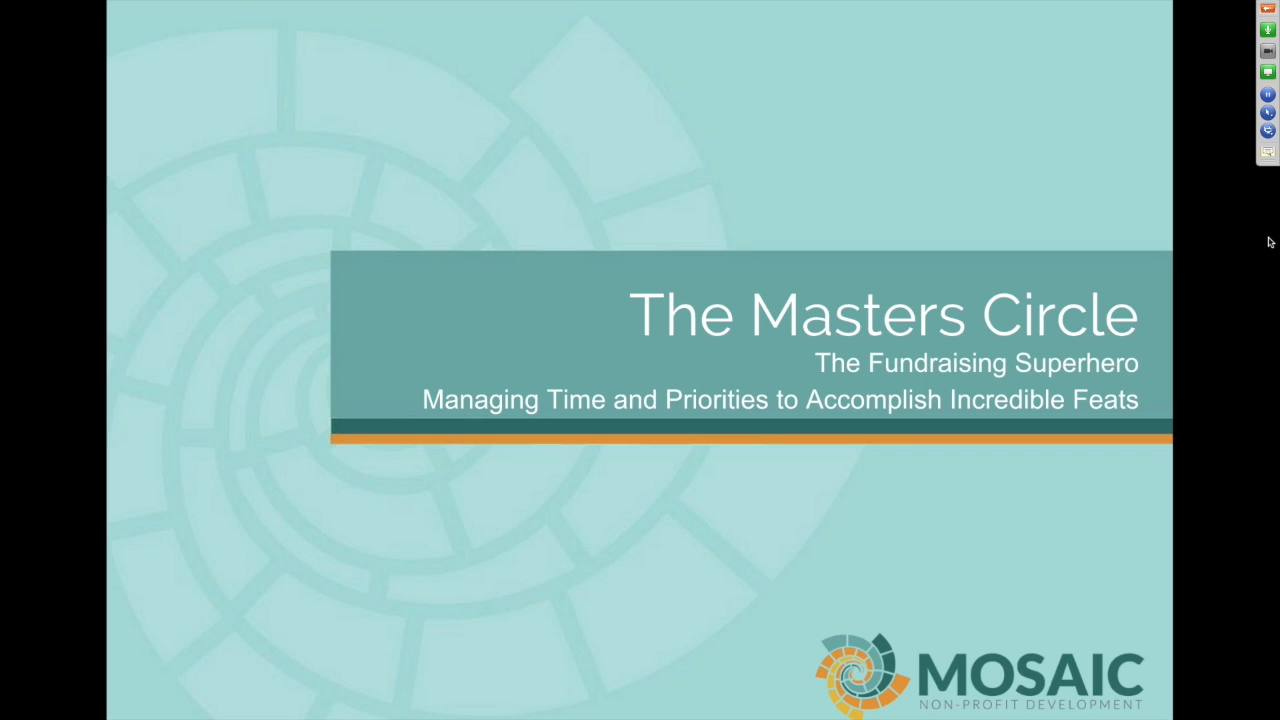 The Masters Circle
The Fundraising Superhero
Managing Time and Priorities to Accomplish Incredible Feats
MOSAIC
NON-PROFIT DEVELOPMENT